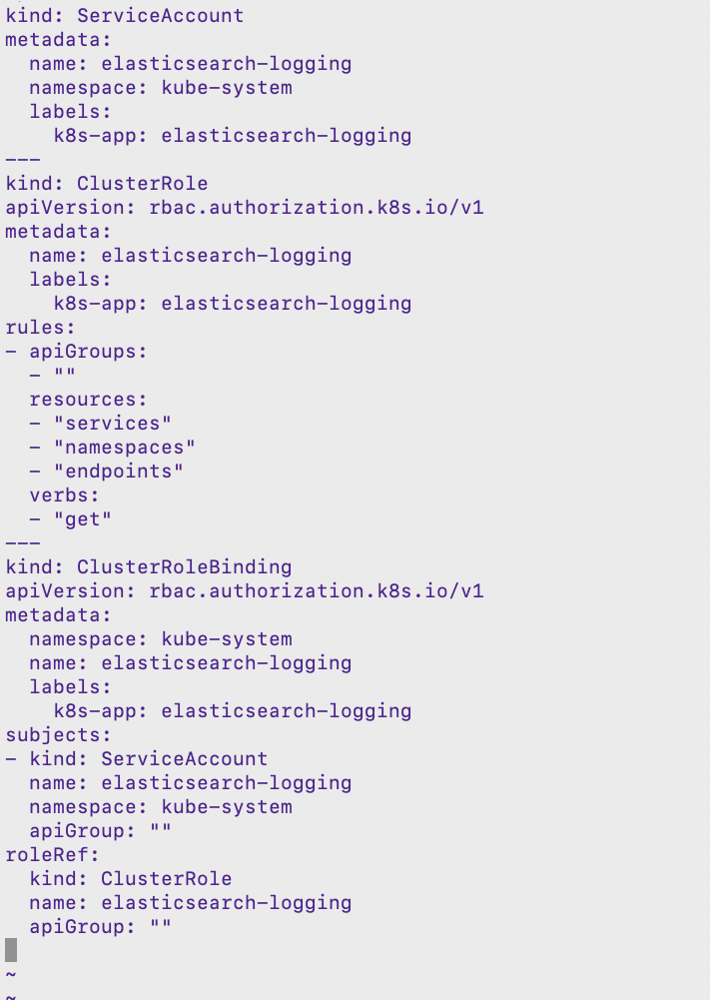 kind: ServiceAccount
metadata:
  name: elasticsearch-logging
  namespace: kube-system
  labels:
    k8s-app: elasticsearch-logging
---
kind: ClusterRole
apiVersion: rbac.authorization.k8s.io/v1
metadata:
  name: elasticsearch-logging
  labels:
    k8s-app: elasticsearch-logging
rules:
- apiGroups:
  - ""
  resources:
  - "services"
  - "namespaces"
  - "endpoints"
  verbs:
  - "get"
---
kind: ClusterRoleBinding
apiVersion: rbac.authorization.k8s.io/v1
metadata:
  namespace: kube-system
  name: elasticsearch-logging
  labels:
    k8s-app: elasticsearch-logging
subjects:
- kind: ServiceAccount
  name: elasticsearch-logging
  namespace: kube-system
  apiGroup: ""
roleRef:
  kind: ClusterRole
  name: elasticsearch-logging
  apiGroup: ""
~
~